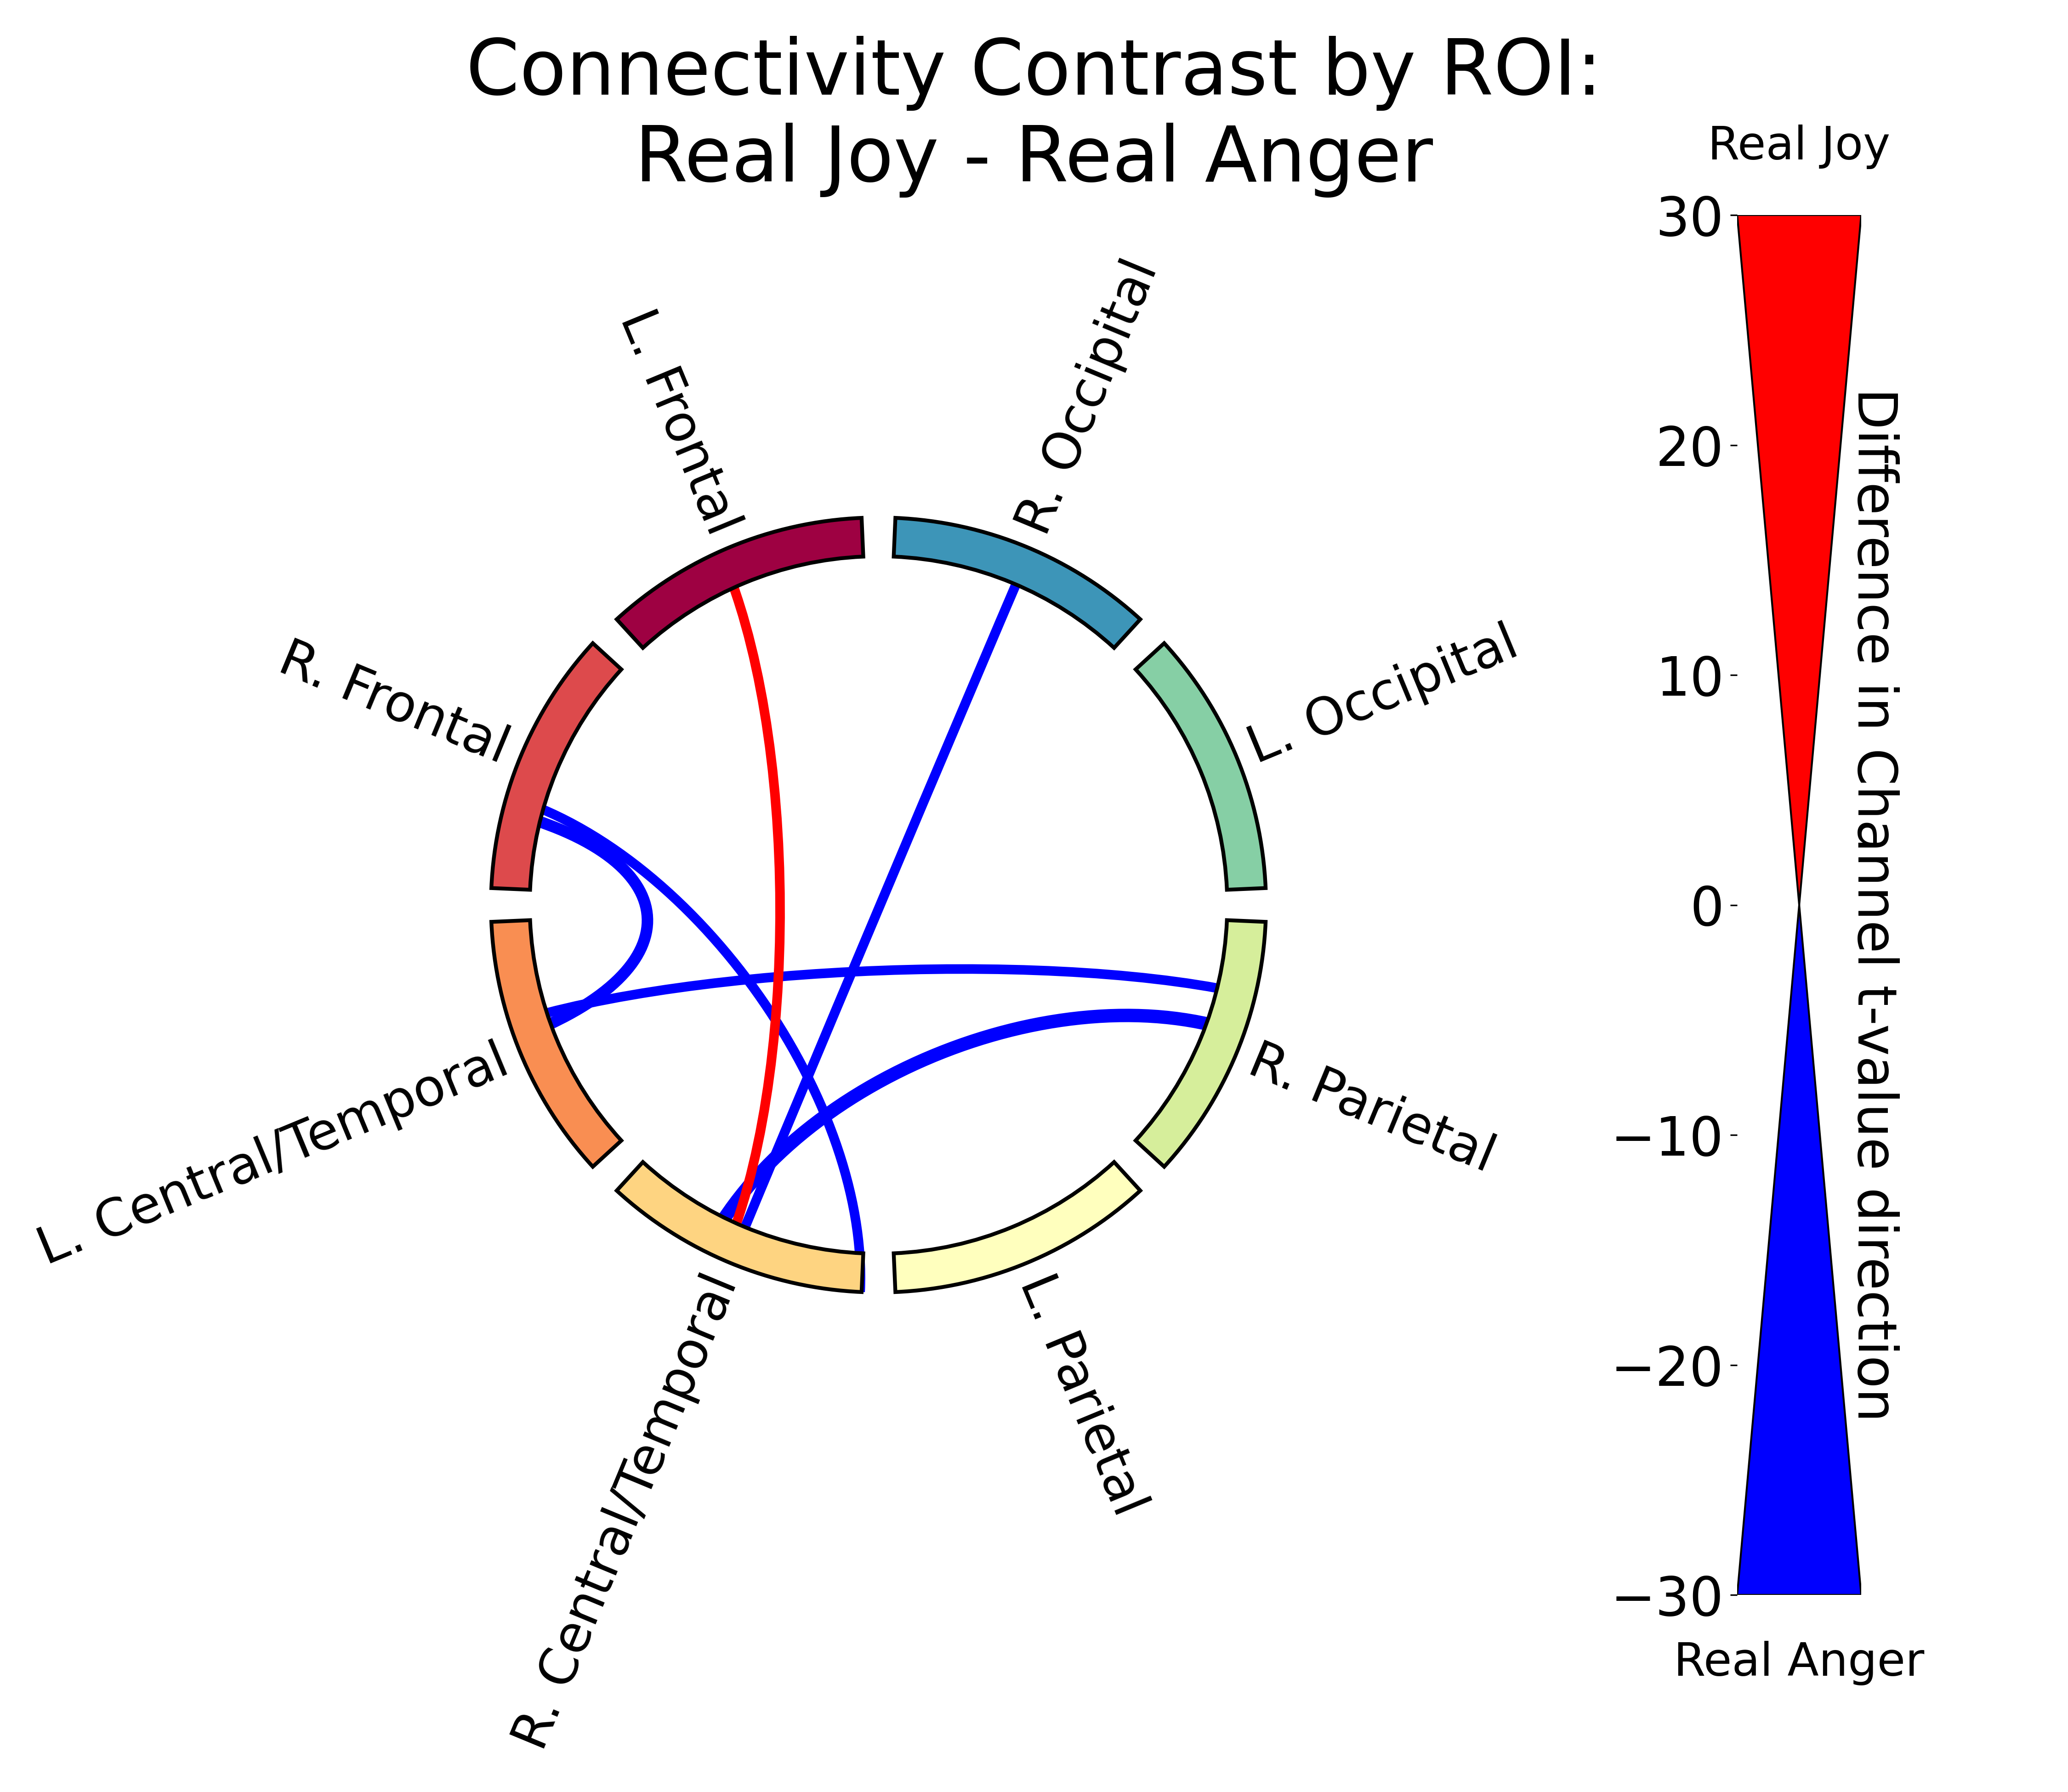 Connectivity Contrast by ROI:
Real Joy - Real Anger
Real Joy
30
20
10
0
−10
−20
−30
Real Anger
Difference in Channel t-value direction
L. Frontal
R. Occipital
R. Frontal
L. Occipital
L. Central/Temporal
R. Parietal
R. Central/Temporal
L. Parietal